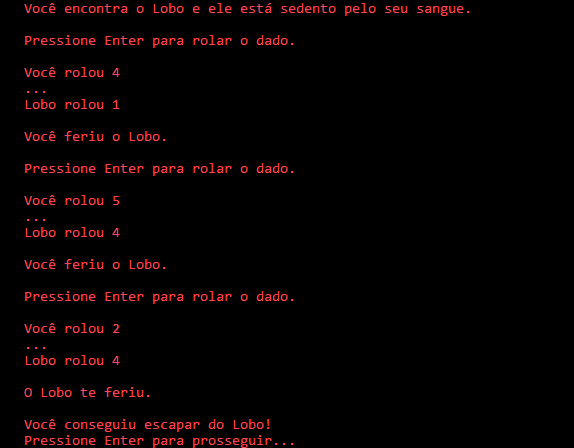 Você encontra o Lobo e ele está sedento pelo seu sangue.
Pressione Enter para rolar o dado.
Você rolou 4
...
Lobo rolou 1
Você feriu o Lobo.
Pressione Enter para rolar o dado.
Você rolou 5
...
Lobo rolou 4
Você feriu o Lobo.
Pressione Enter para rolar o dado.
Você rolou 2
...
Lobo rolou 4
O Lobo te feriu.
Você conseguiu escapar do Lobo!
Pressione Enter para prosseguir...